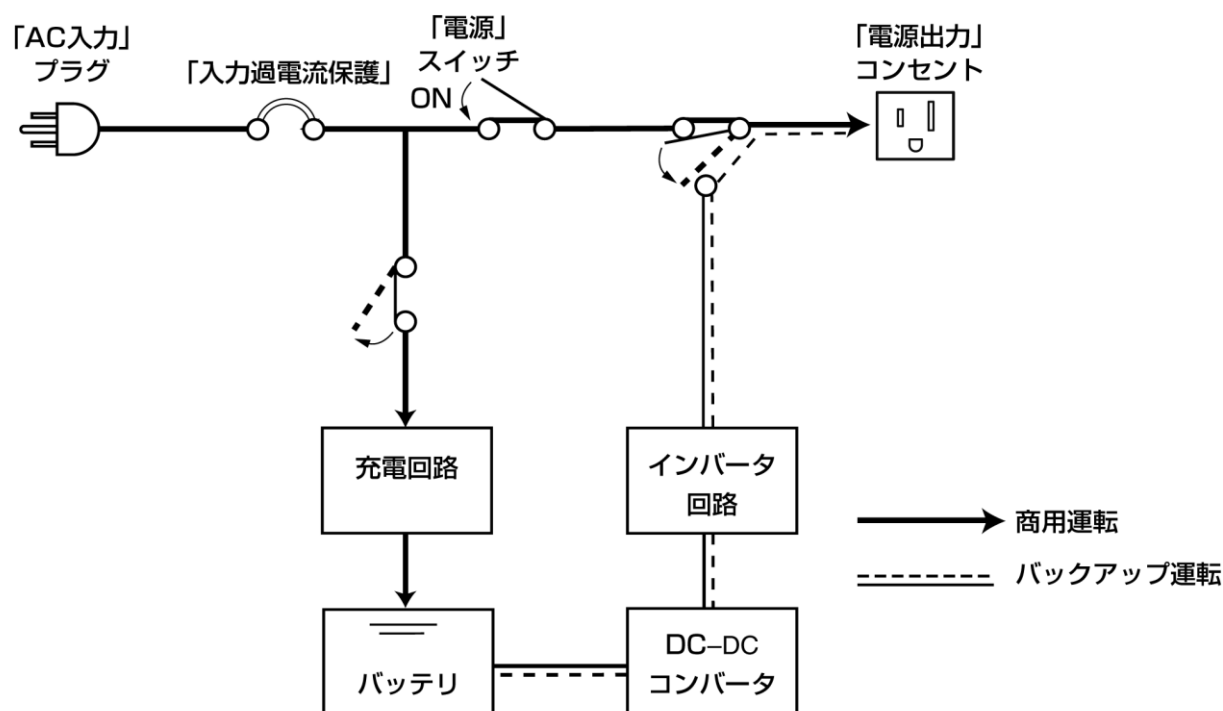 「AC入力」
プラグ
「入力過電流保護」
「電源」
スイッチ
ON
「電源出力」
コンセント
充電回路
インバータ
回路
商用運転
バックアップ運転
バッテリ
DC–DC
コンバータ